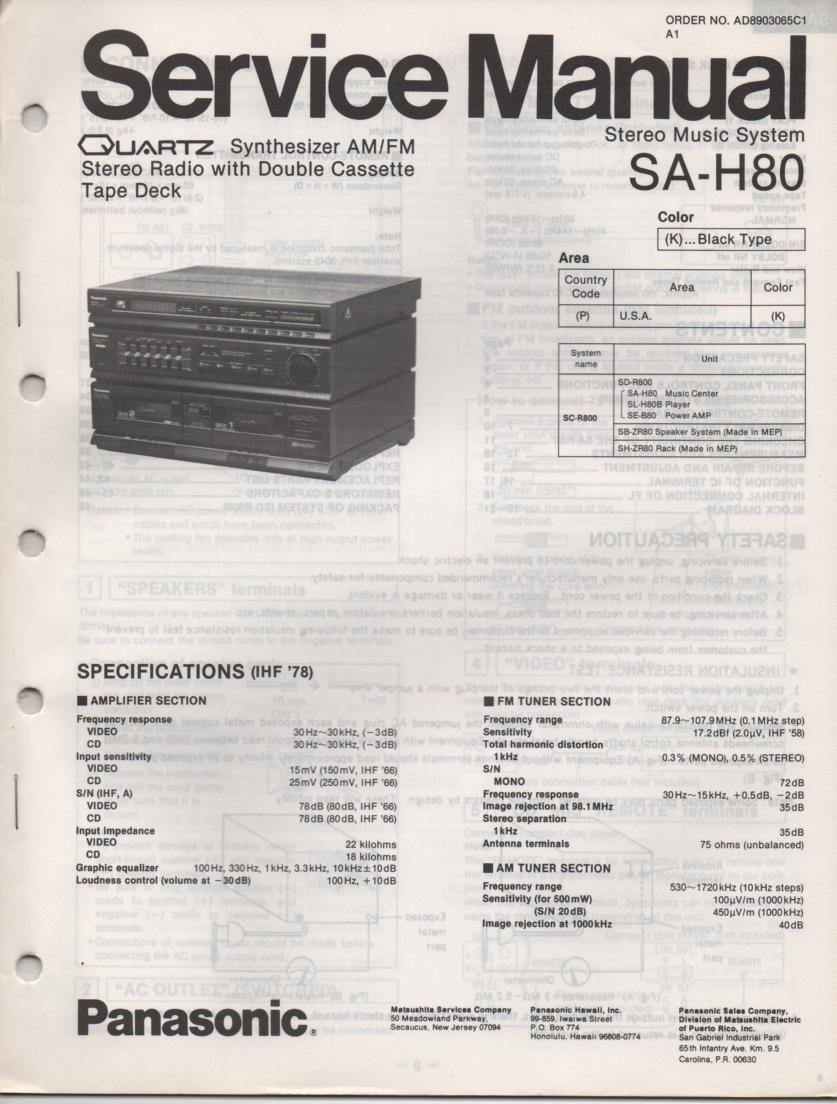 ORDER NO. AD8903065C1
A1
Service Manual
QUARTZ Synthesizer AM/FM
Stereo Radio with Double Cassette
Tape Deck
Stereo Music System
SA-H80
Color
(K)...Black Type
Area
Country Code Area Color
(P) U.S.A. (K)
System name Unit
SC-R800
SD-R800
SA-H80 Music Center
SL-H80B Player
SE-B80 Power AMP
SB-ZR80 Speaker System (Made in MEP)
SH-ZR80 Rack (Made in MEP)
SPECIFICATIONS (IHF '78)
■ AMPLIFIER SECTION
Frequency response
VIDEO 30Hz~30kHz, (−3dB)
CD 30Hz~30kHz, (−3dB)
Input sensitivity
VIDEO 15mV (150mV, IHF '66)
CD 25mV (250mV, IHF '66)
S/N (IHF, A)
VIDEO 78dB (80dB, IHF '66)
CD 78dB (80dB, IHF '66)
Input impedance
VIDEO 22 kilohms
CD 18 kilohms
Graphic equalizer 100Hz, 330Hz, 1kHz, 3.3kHz, 10kHz±10dB
Loudness control (volume at −30dB) 100Hz, +10dB
■ FM TUNER SECTION
Frequency range 87.9~107.9MHz (0.1MHz step)
Sensitivity 17.2dBf (2.0μV, IHF '58)
Total harmonic distortion
1kHz 0.3% (MONO), 0.5% (STEREO)
S/N
MONO 72dB
Frequency response 30Hz~15kHz, +0.5dB, −2dB
Image rejection at 98.1MHz 35dB
Stereo separation
1kHz 35dB
Antenna terminals 75 ohms (unbalanced)
■ AM TUNER SECTION
Frequency range 530~1720kHz (10kHz steps)
Sensitivity (for 500mW) 100μV/m (1000kHz)
(S/N 20dB) 450μV/m (1000kHz)
Image rejection at 1000kHz 40dB
Panasonic®
Matsushita Services Company
50 Meadowland Parkway,
Secaucus, New Jersey 07094
Panasonic Hawaii, Inc.
99-859, Iwaiwa Street
P.O. Box 774
Honolulu, Hawaii 96808-0774
Panasonic Sales Company,
Division of Matsushita Electric
of Puerto Rico, Inc.
San Gabriel Industrial Park
65th Infantry Ave. Km. 9.5
Carolina, P.R. 00630